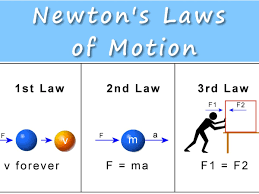 Newton's Laws
of Motion
1st Law
2nd Law
3rd Law
F
v
v forever
F
m
a
F = ma
F1
F2
F1 = F2